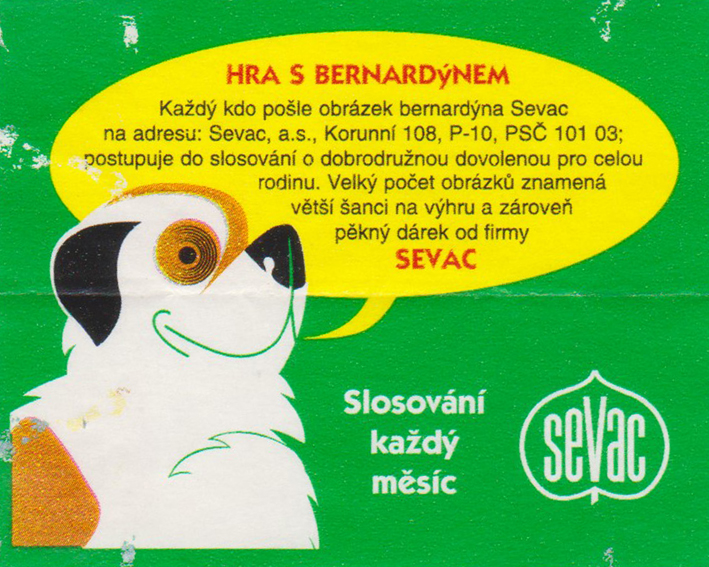 HRA S BERNARDýNEM
Každý kdo pošle obrázek bernardýna Sevac
na adresu: Sevac, a.s., Korunní 108, P-10, PSČ 101 03;
postupuje do slosování o dobrodružnou dovolenou pro celou
rodinu. Velký počet obrázků znamená
větší šanci na výhru a zároveň
pěkný dárek od firmy
SEVAC
Slosování
každý
měsíc
sevac